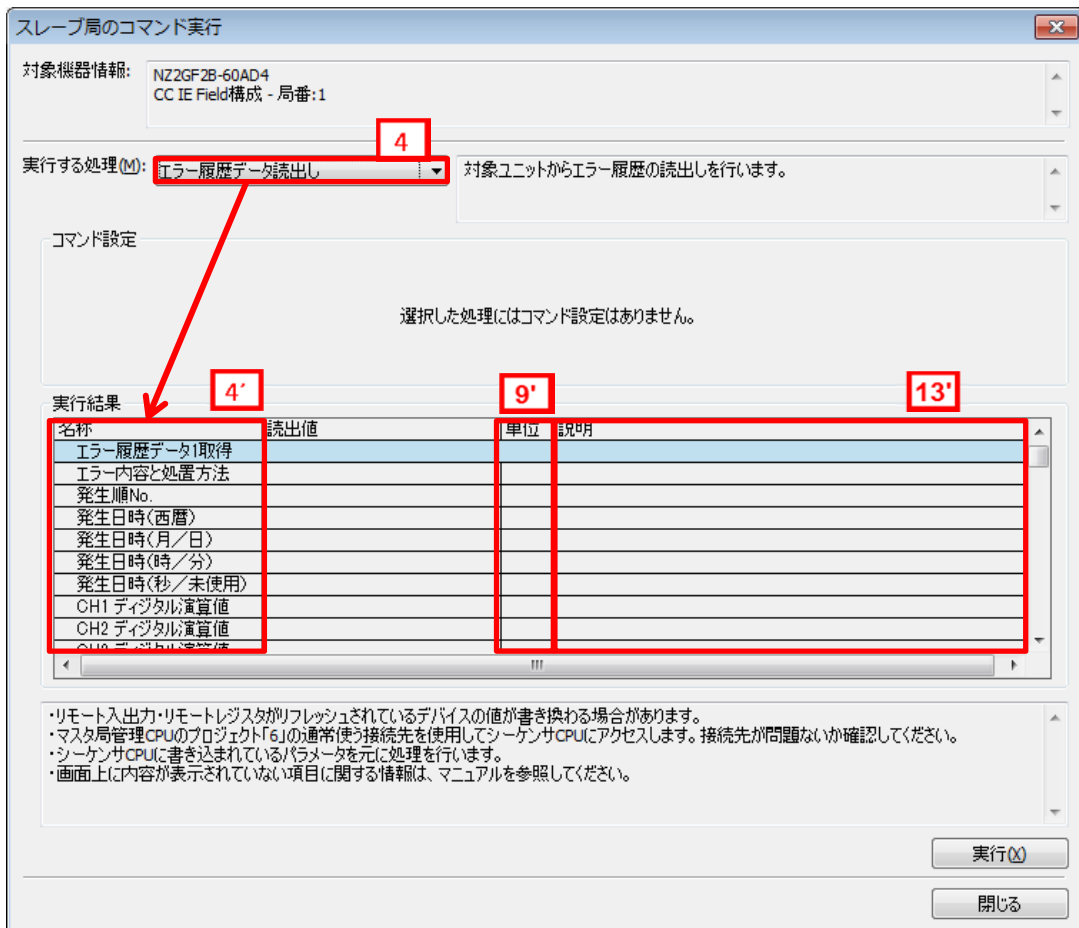 スレーブ局のコマンド実行
対象機器情報:
NZ2GF2B-60AD4
CC IE Field構成 - 局番:1
4
実行する処理(M):
エラー履歴データ読出し
対象ユニットからエラー履歴の読出しを行います。
コマンド設定
選択した処理にはコマンド設定はありません。
4´
9'
13'
実行結果
名称 読出値 単位 説明
エラー履歴データ1取得
エラー内容と処置方法
発生順No.
発生日時(西暦)
発生日時(月/日)
発生日時(時/分)
発生日時(秒/未使用)
CH1 ディジタル演算値
CH2 ディジタル演算値
CH3 ディジタル演算値
・リモート入出力・リモートレジスタがリフレッシュされているデバイスの値が書き換わる場合があります。
・マスタ局管理CPUのプロジェクト「6」の通常使う接続先を使用してシーケンサCPUにアクセスします。接続先が問題ないか確認してください。
・シーケンサCPUに書き込まれているパラメータを元に処理を行います。
・画面上に内容が表示されていない項目に関する情報は、マニュアルを参照してください。
実行(X)
閉じる